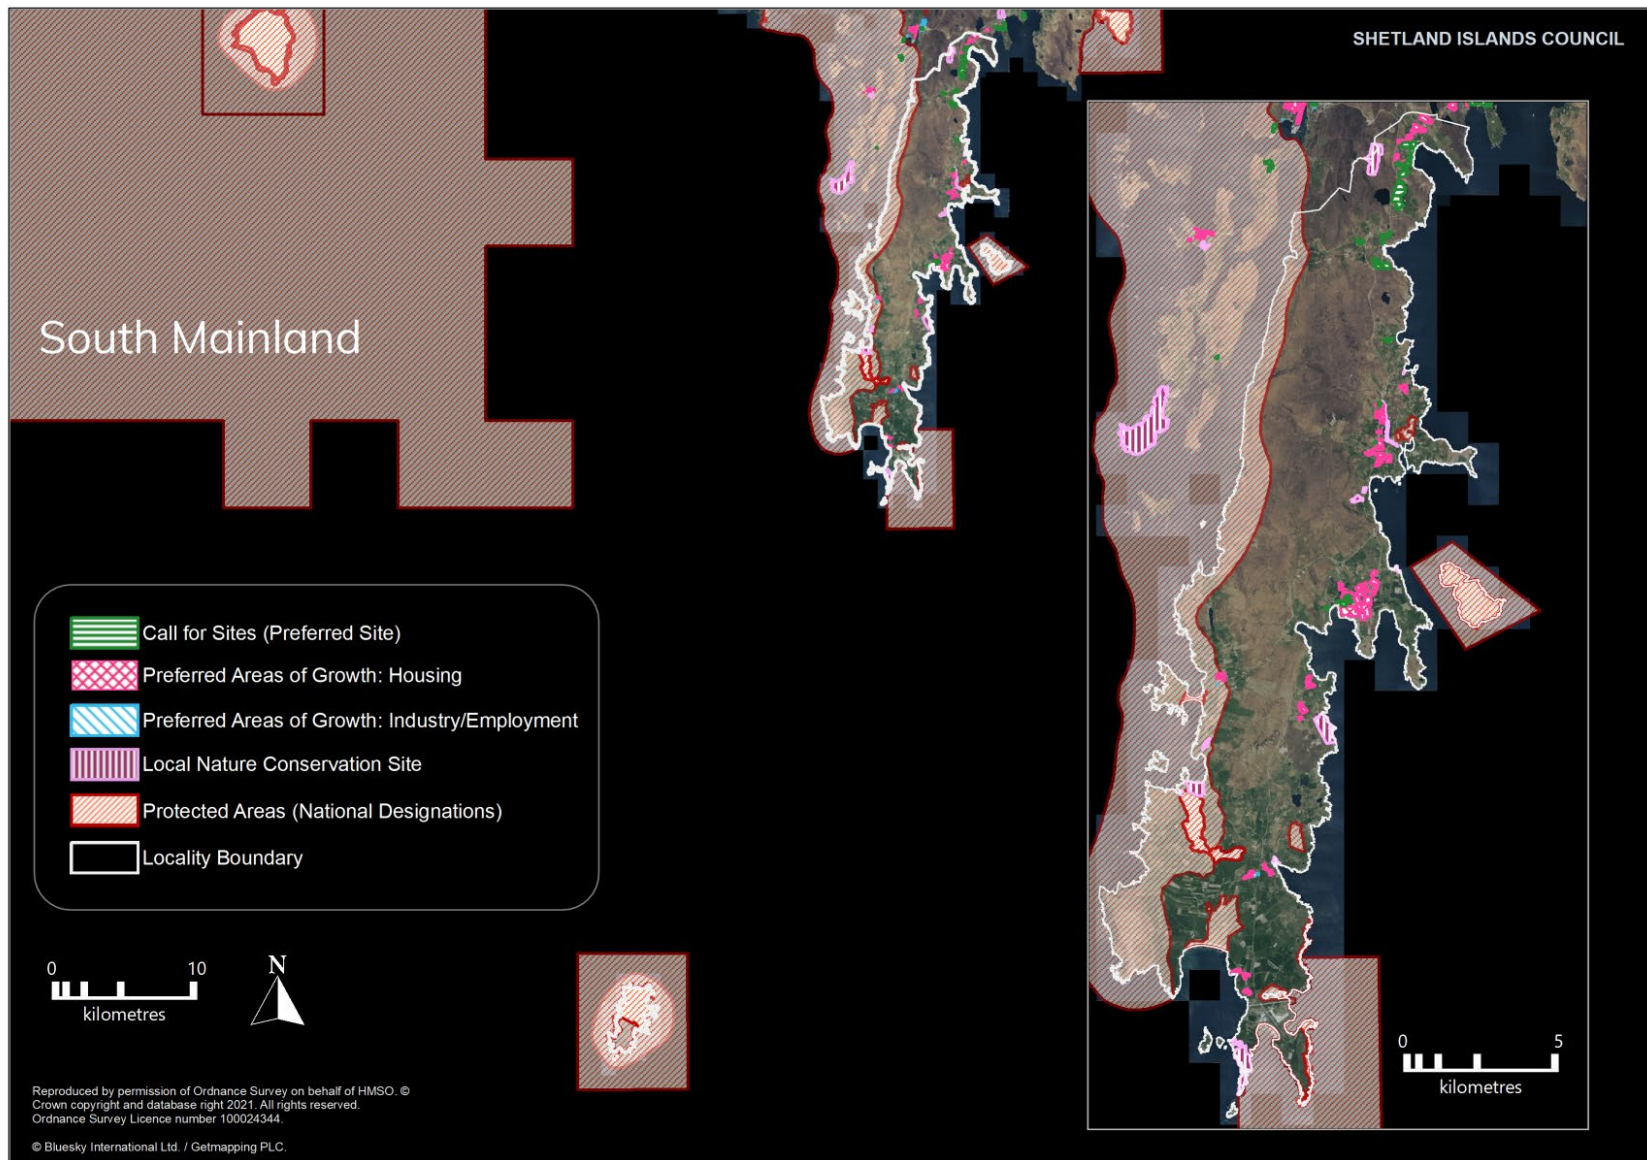 SHETLAND ISLANDS COUNCIL
South Mainland
Call for Sites (Preferred Site)
Preferred Areas of Growth: Housing
Preferred Areas of Growth: Industry/Employment
Local Nature Conservation Site
Protected Areas (National Designations)
Locality Boundary
0 10
kilometres
N
0 5
kilometres
Reproduced by permission of Ordnance Survey on behalf of HMSO. ©
Crown copyright and database right 2021. All rights reserved.
Ordnance Survey Licence number 100024344.
© Bluesky International Ltd. / Getmapping PLC.